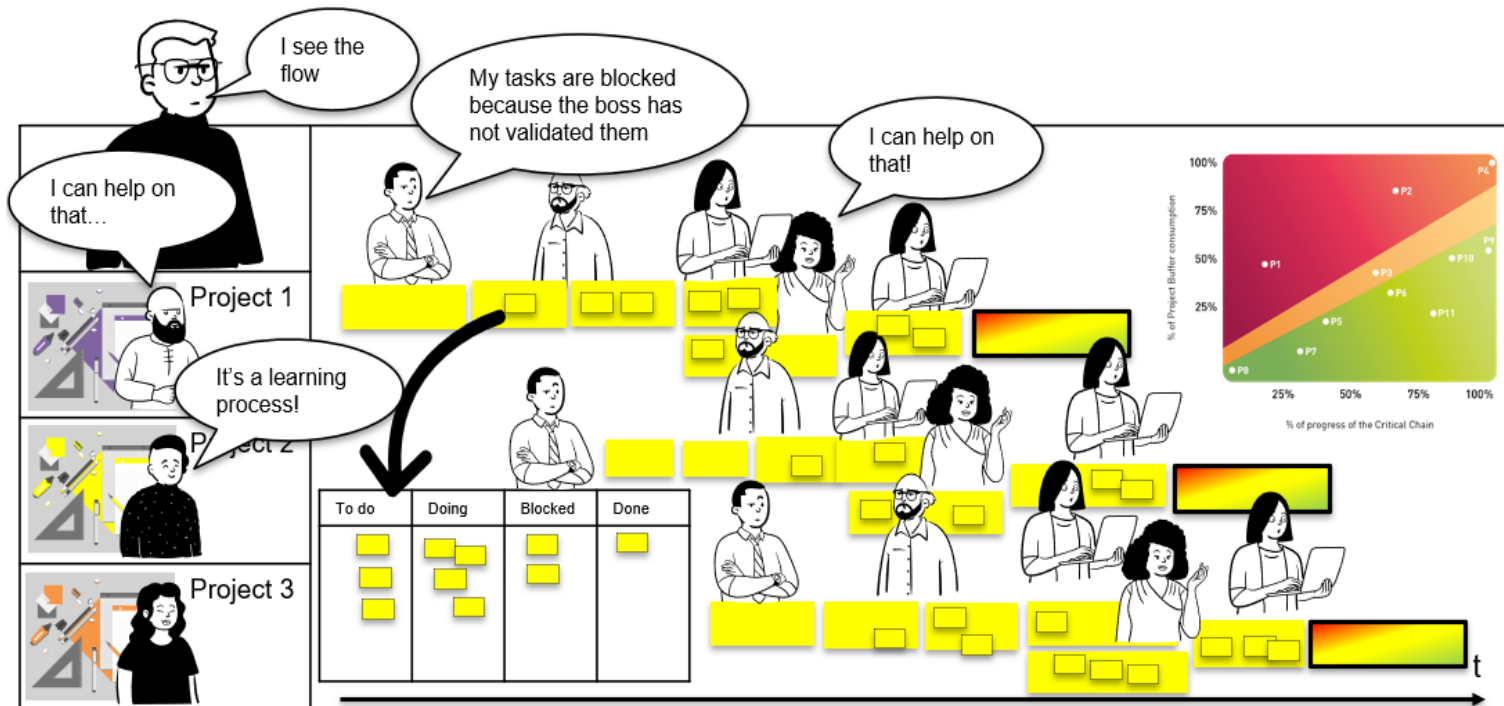 I see the
flow
My tasks are blocked
because the boss has
not validated them
I can help on
that!
I can help on
that…
Project 1
It's a learning
process!
Project 2
Project 3
To do
Doing
Blocked
Done
% of Project Buffer consumption
100%
75%
50%
25%
P4
P2
P9
P10
P1
P3
P6
P11
P5
P7
P8
25%
50%
75%
100%
% of progress of the Critical Chain
t